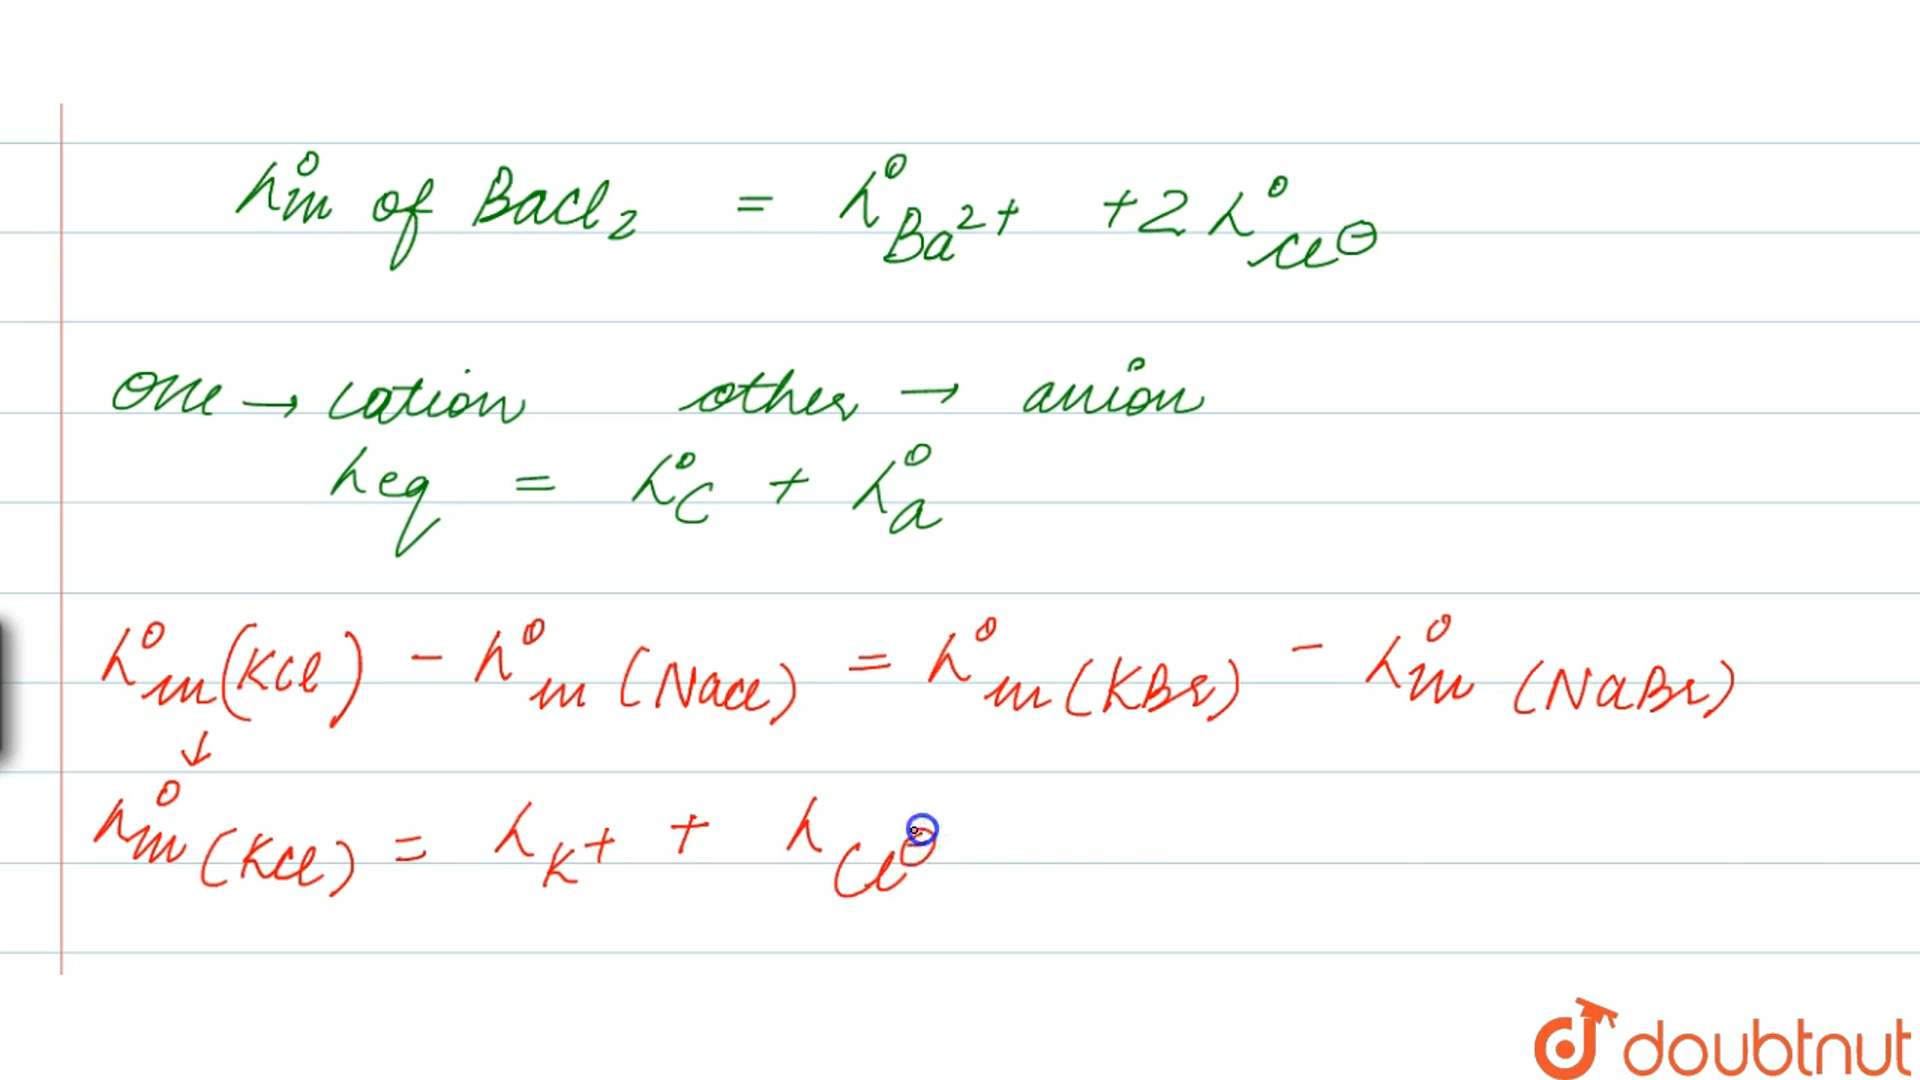 λ°m of BaCl2 = λ°Ba2+ + 2λ°Cl⊖
One → cation other → anion
λeq = λ°C + λ°a
λ°m(KCl) - λ°m(NaCl) = λ°m(KBr) - λ°m(NaBr)
↓
λ°m(KCl) = λK+ + λCl⊖
doubtnut